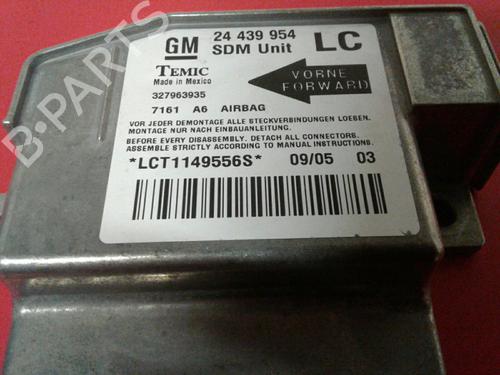 GM 24 439 954 LC
SDM Unit
TEMIC
Made in Mexico
VORNE
FORWARD
327963935
7161 A6 AIRBAG
VOR JEDER DEMONTAGE ALLE STECKVERBINDUNGEN LOEBEN.
MONTAGE NUR NACH EINBAUANLEITUNG.
BEFORE EVERY DISASSEMBLY. DETACH ALL CONNECTORS.
ASSEMBLE STRICTLY ACCORDING TO MANUAL INSTRUCTIONS.
*LCT1149556S* 09/05 03
B-PARTS